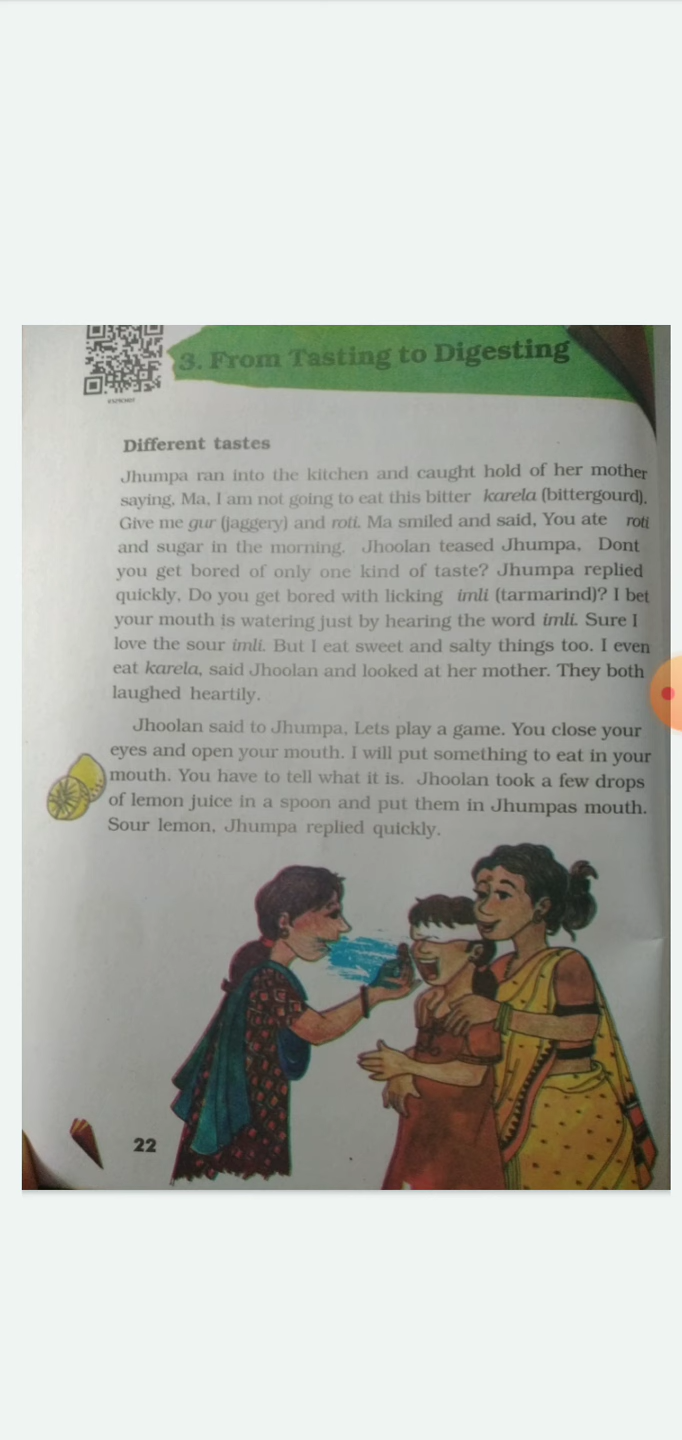 3. From Tasting to Digesting
Different tastes
Jhumpa ran into the kitchen and caught hold of her mother
saying, Ma, I am not going to eat this bitter karela (bittergourd).
Give me gur (jaggery) and roti. Ma smiled and said, You ate roti
and sugar in the morning. Jhoolan teased Jhumpa, Dont
you get bored of only one kind of taste? Jhumpa replied
quickly, Do you get bored with licking imli (tarmarind)? I bet
your mouth is watering just by hearing the word imli. Sure I
love the sour imli. But I eat sweet and salty things too. I even
eat karela, said Jhoolan and looked at her mother. They both
laughed heartily.
Jhoolan said to Jhumpa, Lets play a game. You close your
eyes and open your mouth. I will put something to eat in your
mouth. You have to tell what it is. Jhoolan took a few drops
of lemon juice in a spoon and put them in Jhumpas mouth.
Sour lemon, Jhumpa replied quickly.
22